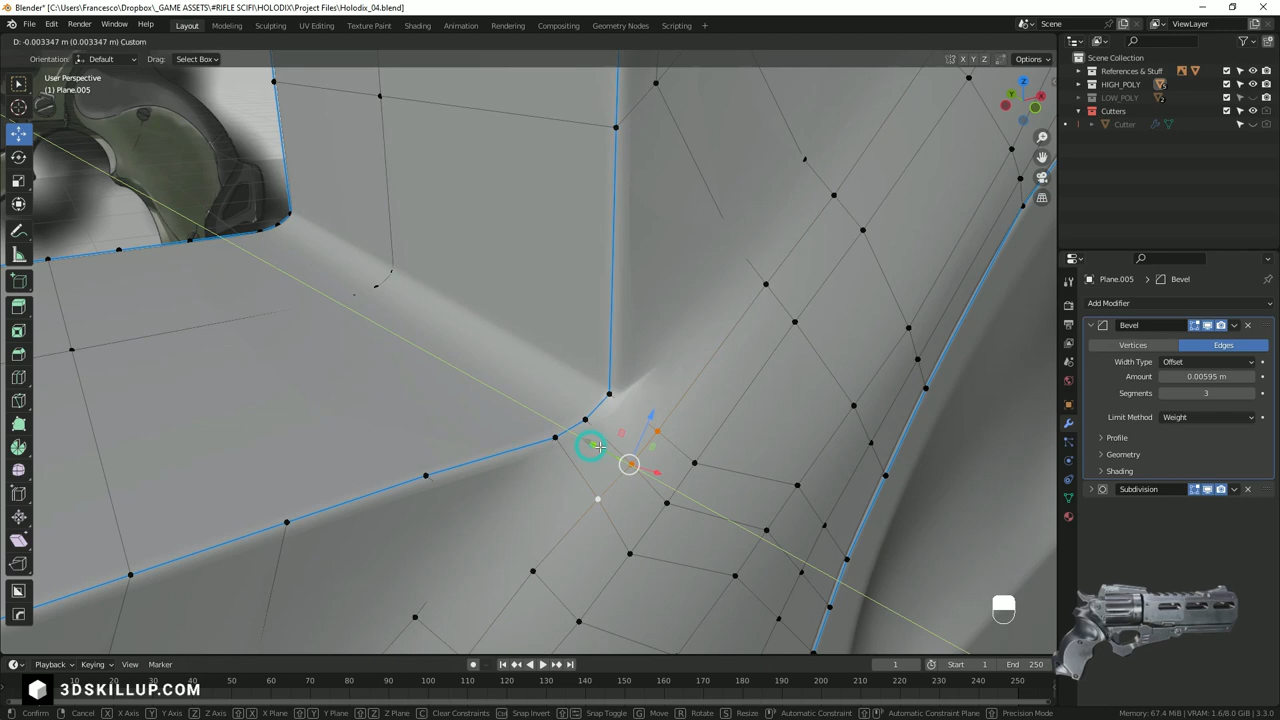 Blender* [C:\Users\Francesco\Dropbox\_GAME ASSETS\#RIFLE SCIFI\HOLODIX\Project Files\Holodix_04.blend]
File Edit Render Window Help Layout Modeling Sculpting UV Editing Texture Paint Shading Animation Rendering Compositing Geometry Nodes Scripting + Scene ViewLayer
D: -0.003347 m (0.003347 m) Custom
Orientation: Default Drag: Select Box X Y Z Options
User Perspective
(1) Plane.005
Scene Collection
References & Stuff
HIGH_POLY 5
LOW_POLY 2
Cutters
Cutter
Z
Y
X
Plane.005 > Bevel
Add Modifier
Bevel
Vertices Edges
Width Type Offset
Amount 0.00595 m
Segments 3
Limit Method Weight
Profile
Geometry
Shading
Subdivision
Playback Keying View Marker 1 Start 1 End 250
10 50 60 70 80 90 100 110 120 130 140 150 160 170 180 190 200 210 220 230 240 250
3DSKILLUP.COM
Confirm Cancel X X Axis Y Y Axis Z Z Axis X X Plane Y Y Plane Z Z Plane C Clear Constraints Snap Invert Snap Toggle G Move R Rotate S Resize Automatic Constraint Automatic Constraint Plane Precision Mode Memory: 67.4 MiB | VRAM: 1.6/8.0 GiB | 3.3.0